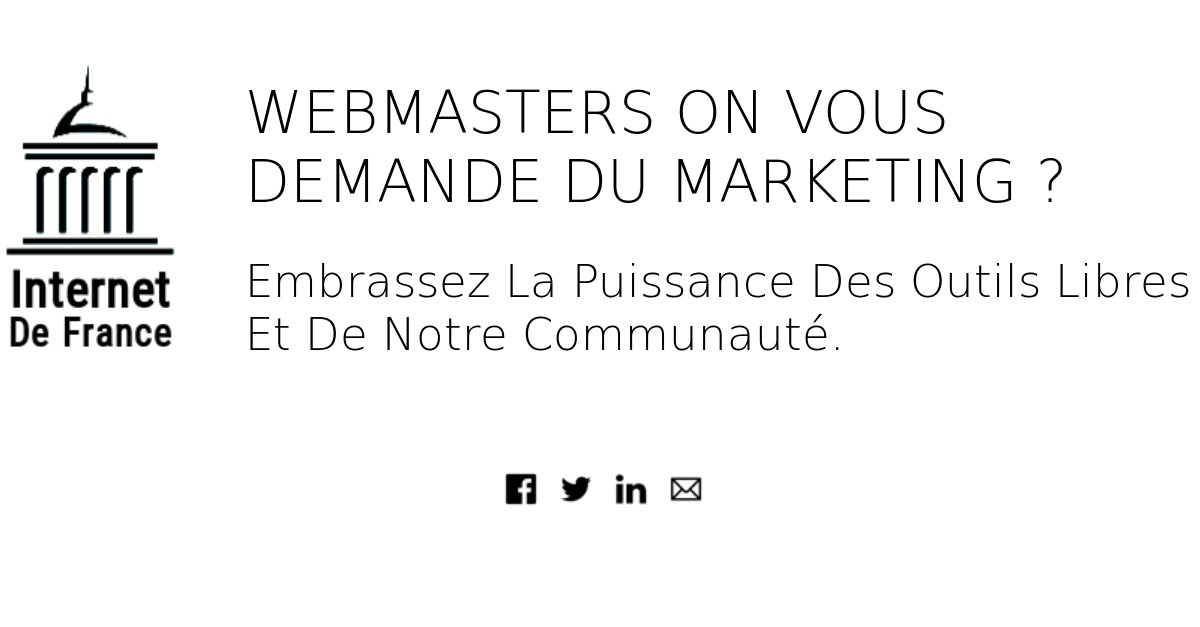 WEBMASTERS ON VOUS
DEMANDE DU MARKETING ?
Embrassez La Puissance Des Outils Libres
Et De Notre Communauté.
Internet
De France